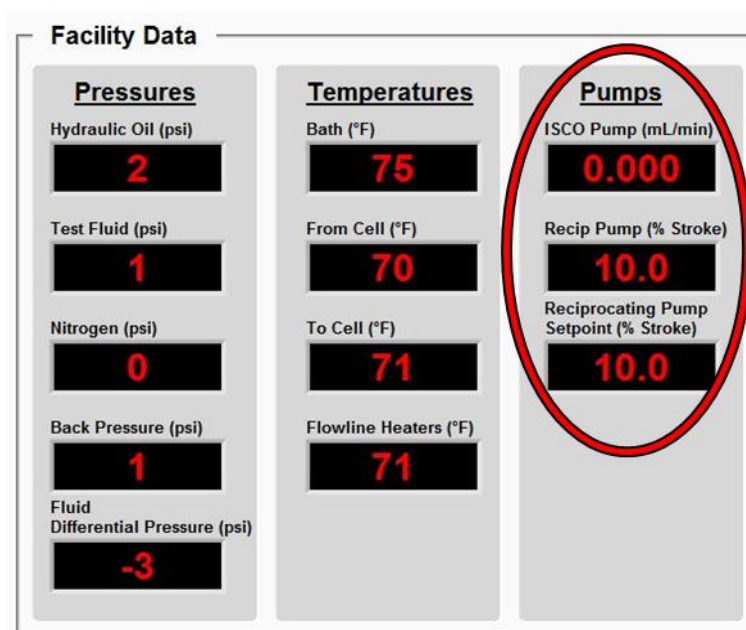 Facility Data
Pressures
Hydraulic Oil (psi)
2
Test Fluid (psi)
1
Nitrogen (psi)
0
Back Pressure (psi)
1
Fluid
Differential Pressure (psi)
-3
Temperatures
Bath (°F)
75
From Cell (°F)
70
To Cell (°F)
71
Flowline Heaters (°F)
71
Pumps
ISCO Pump (mL/min)
0.000
Recip Pump (% Stroke)
10.0
Reciprocating Pump
Setpoint (% Stroke)
10.0